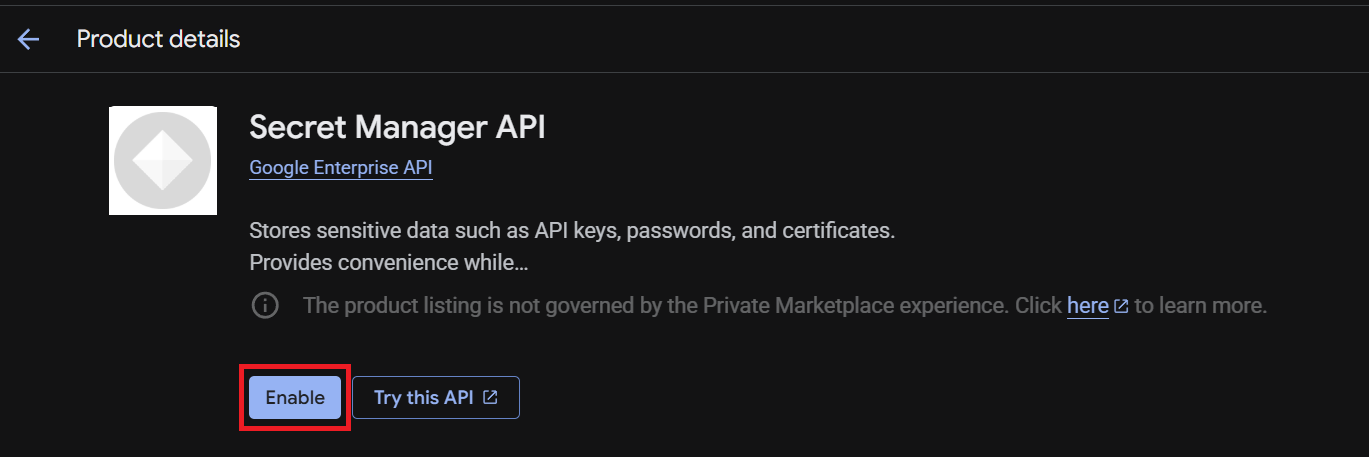 Product details
Secret Manager API
Google Enterprise API
Stores sensitive data such as API keys, passwords, and certificates.
Provides convenience while…
The product listing is not governed by the Private Marketplace experience. Click here to learn more.
Enable
Try this API